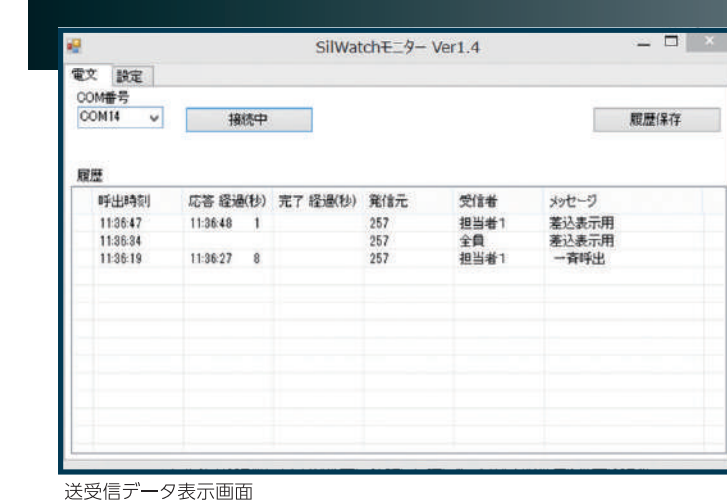 SilWatchモニター Ver1.4
電文 設定
COM番号
COM14 接続中 履歴保存
履歴
呼出時刻 応答 経過(秒) 完了 経過(秒) 発信元 受信者 メッセージ
11:36:47 11:36:48 1 257 担当者1 差込表示用
11:36:34 257 全員 差込表示用
11:36:19 11:36:27 8 257 担当者1 一斉呼出
送受信データ表示画面